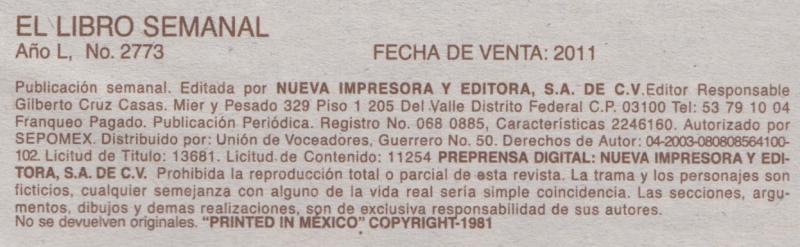 EL LIBRO SEMANAL
Año L, No. 2773 FECHA DE VENTA: 2011
Publicación semanal. Editada por NUEVA IMPRESORA Y EDITORA, S.A. DE C.V.Editor Responsable
Gilberto Cruz Casas. Mier y Pesado 329 Piso 1 205 Del Valle Distrito Federal C.P. 03100 Tel: 53 79 10 04
Franqueo Pagado. Publicación Periódica. Registro No. 068 0885, Características 2246160. Autorizado por
SEPOMEX. Distribuido por: Unión de Voceadores, Guerrero No. 50. Derechos de Autor: 04-2003-080808564100-
102. Licitud de Titulo: 13681. Licitud de Contenido: 11254 PREPRENSA DIGITAL: NUEVA IMPRESORA Y EDI-
TORA, S.A. DE C.V. Prohibida la reproducción total o parcial de esta revista. La trama y los personajes son
ficticios, cualquier semejanza con alguno de la vida real sería simple coincidencia. Las secciones, argu-
mentos, dibujos y demas realizaciones, son de exclusiva responsabilidad de sus autores.
No se devuelven originales. "PRINTED IN MÉXICO" COPYRIGHT-1981